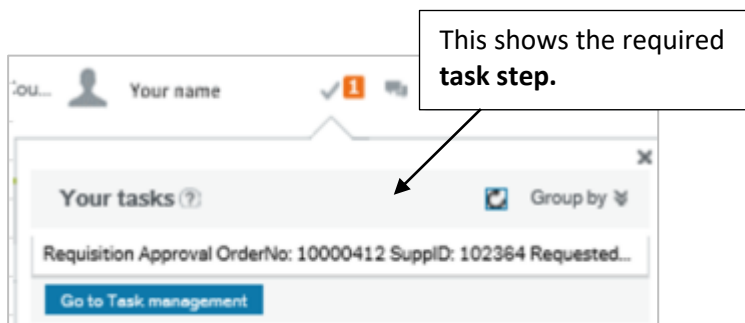 This shows the required
task step.
:ou... Your name 1
Your tasks ?
Group by
Requisition Approval OrderNo: 10000412 SuppID: 102364 Requested...
Go to Task management